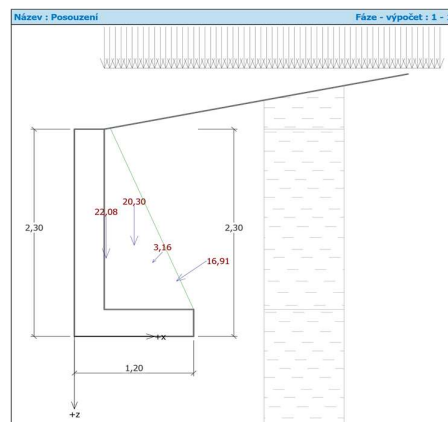 Název : Posouzení
Fáze - výpočet : 1 -
2,30
22,08
20,30
3,16
16,91
2,30
+x
1,20
+z